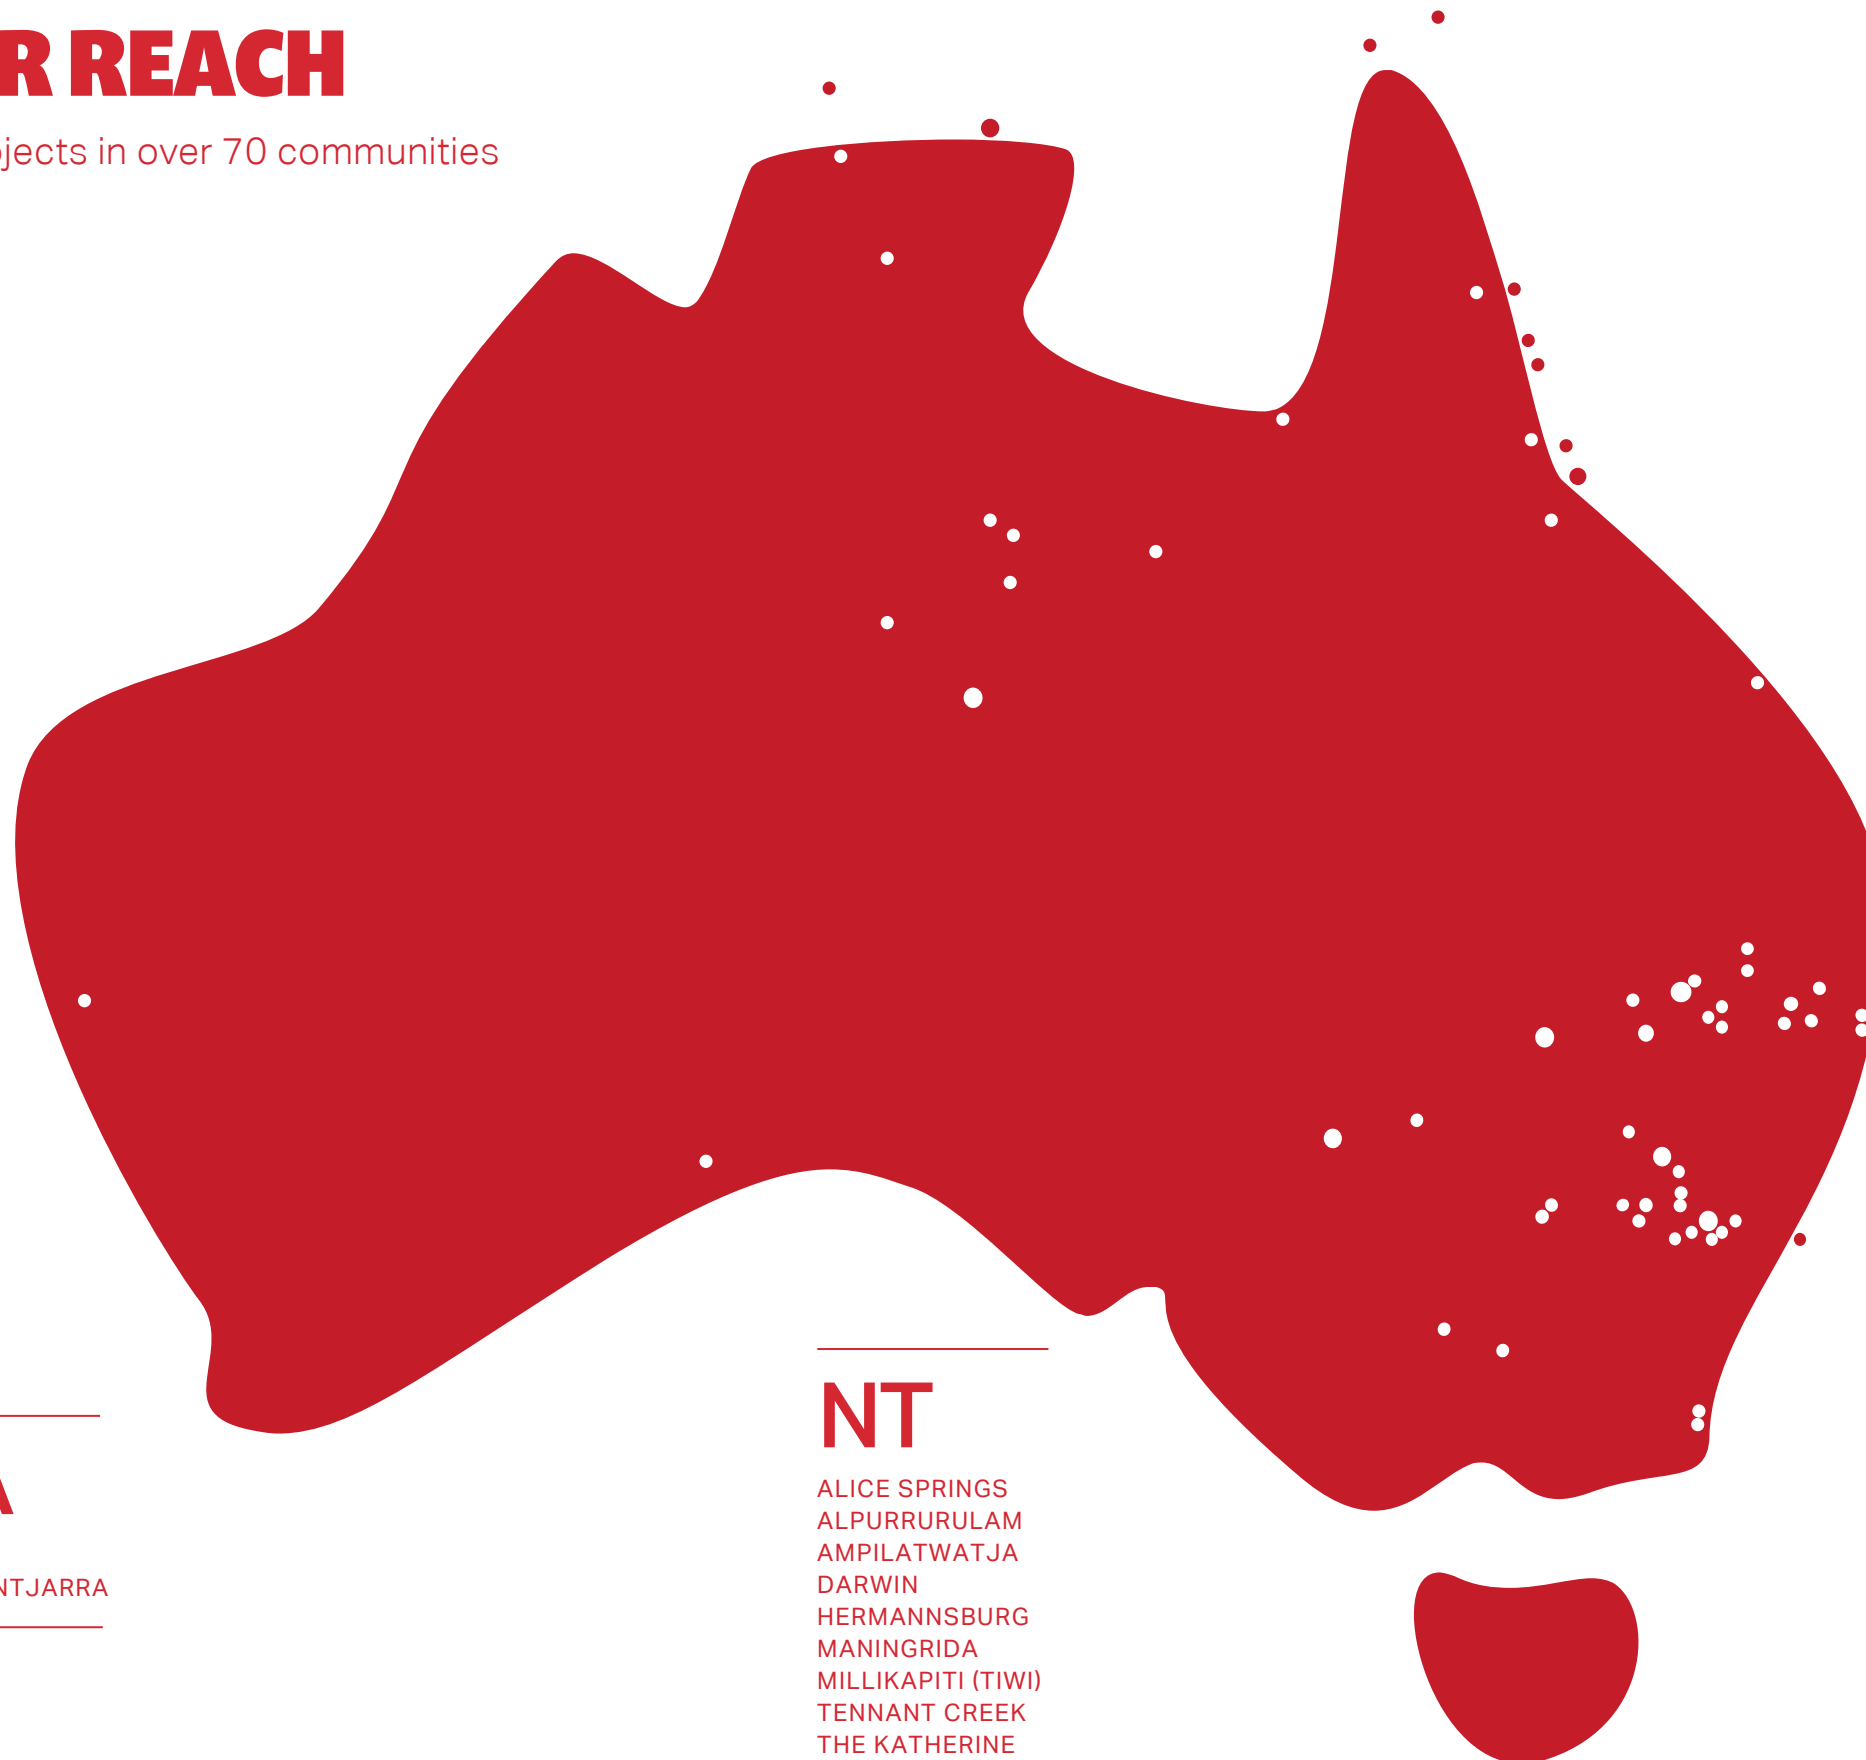 R REACH
jects in over 70 communities
A
NTJARRA
NT
ALICE SPRINGS
ALPURRURULAM
AMPILATWATJA
DARWIN
HERMANNSBURG
MANINGRIDA
MILLIKAPITI (TIWI)
TENNANT CREEK
THE KATHERINE